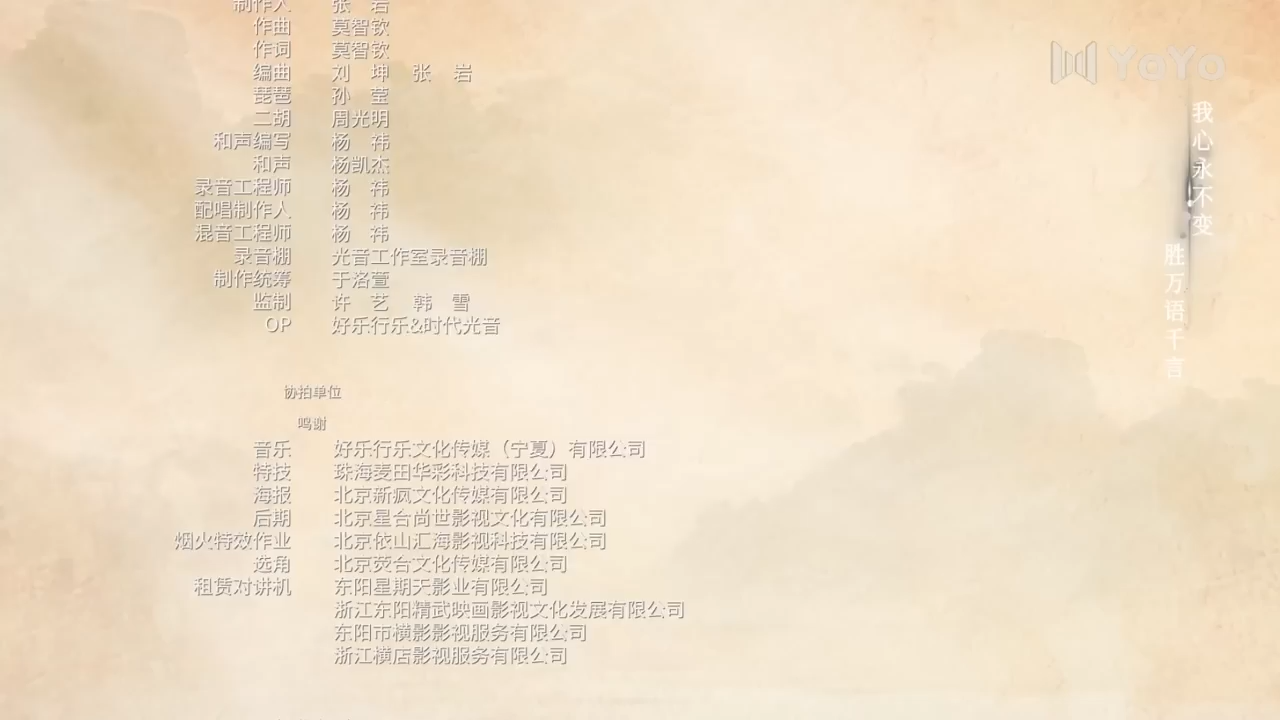 制作人 张 岩
作曲 莫智钦
作词 莫智钦
编曲 刘 坤 张 岩
琵琶 孙 莹
二胡 周光明
和声编写 杨 祎
和声 杨凯杰
录音工程师 杨 祎
配唱制作人 杨 祎
混音工程师 杨 祎
录音棚 光音工作室录音棚
制作统筹 于洛萱
监制 许 艺 韩 雪
OP 好乐行乐&时代光音
协拍单位
鸣谢
音乐 好乐行乐文化传媒（宁夏）有限公司
特技 珠海麦田华彩科技有限公司
海报 北京新疯文化传媒有限公司
后期 北京星合尚世影视文化有限公司
烟火特效作业 北京依山汇海影视科技有限公司
选角 北京荧合文化传媒有限公司
租赁对讲机 东阳星期天影业有限公司
浙江东阳精武映画影视文化发展有限公司
东阳市横影影视服务有限公司
浙江横店影视服务有限公司
YoYo
我心永不变
胜万语千言